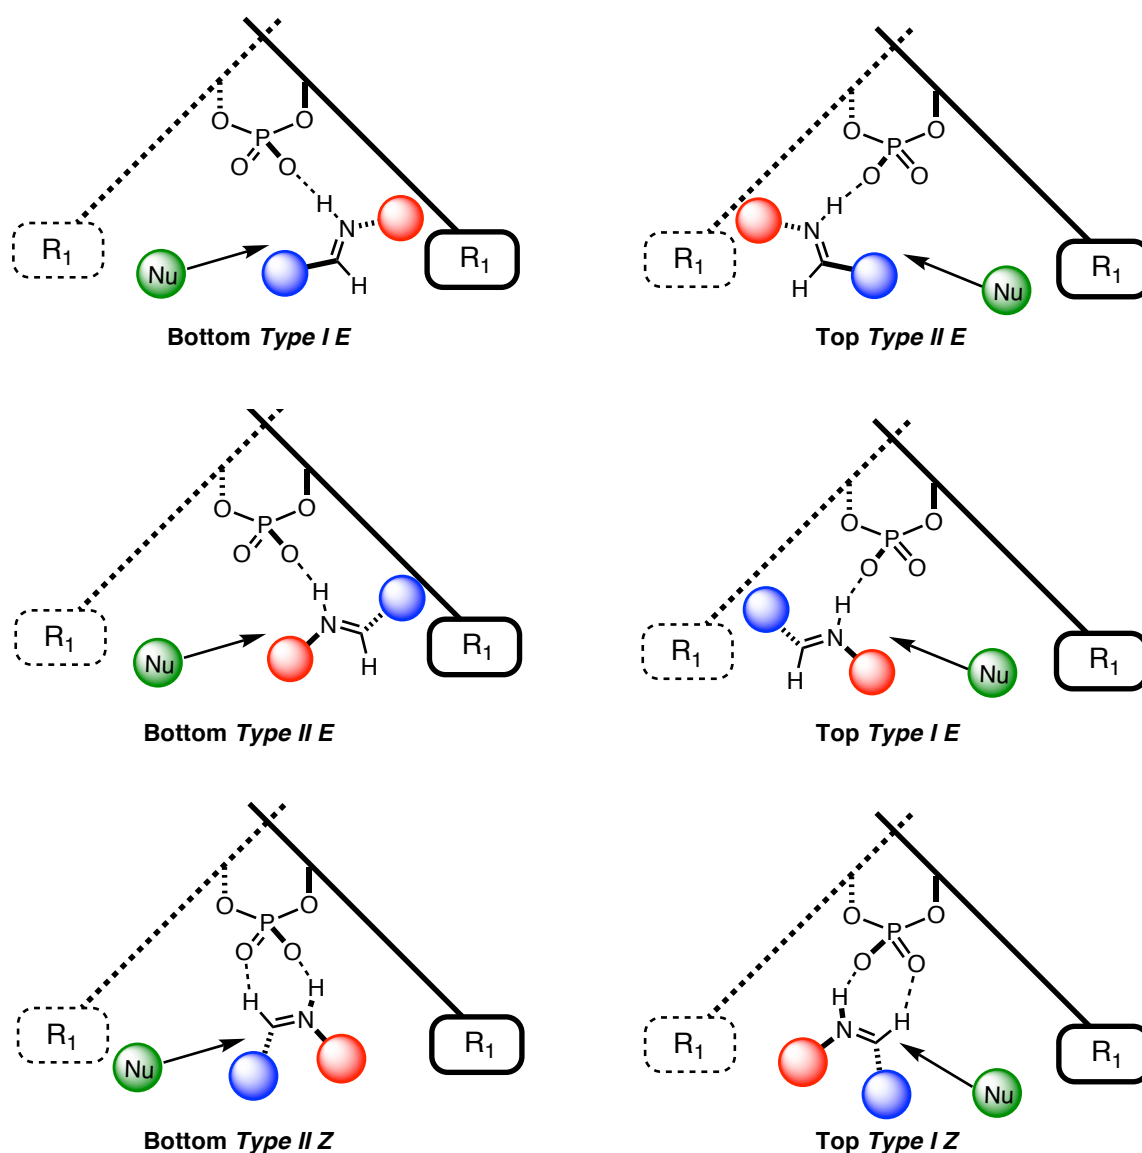 O P O O O
H N H
R1 Nu R1
Bottom Type I E
O P O O O
H N H
R1 Nu R1
Top Type II E
O P O O O
H N H
R1 Nu R1
Bottom Type II E
O P O O O
H N H
R1 Nu R1
Top Type I E
O P O O O
H H N
R1 Nu R1
Bottom Type II Z
O P O O O
H N H
R1 Nu R1
Top Type I Z